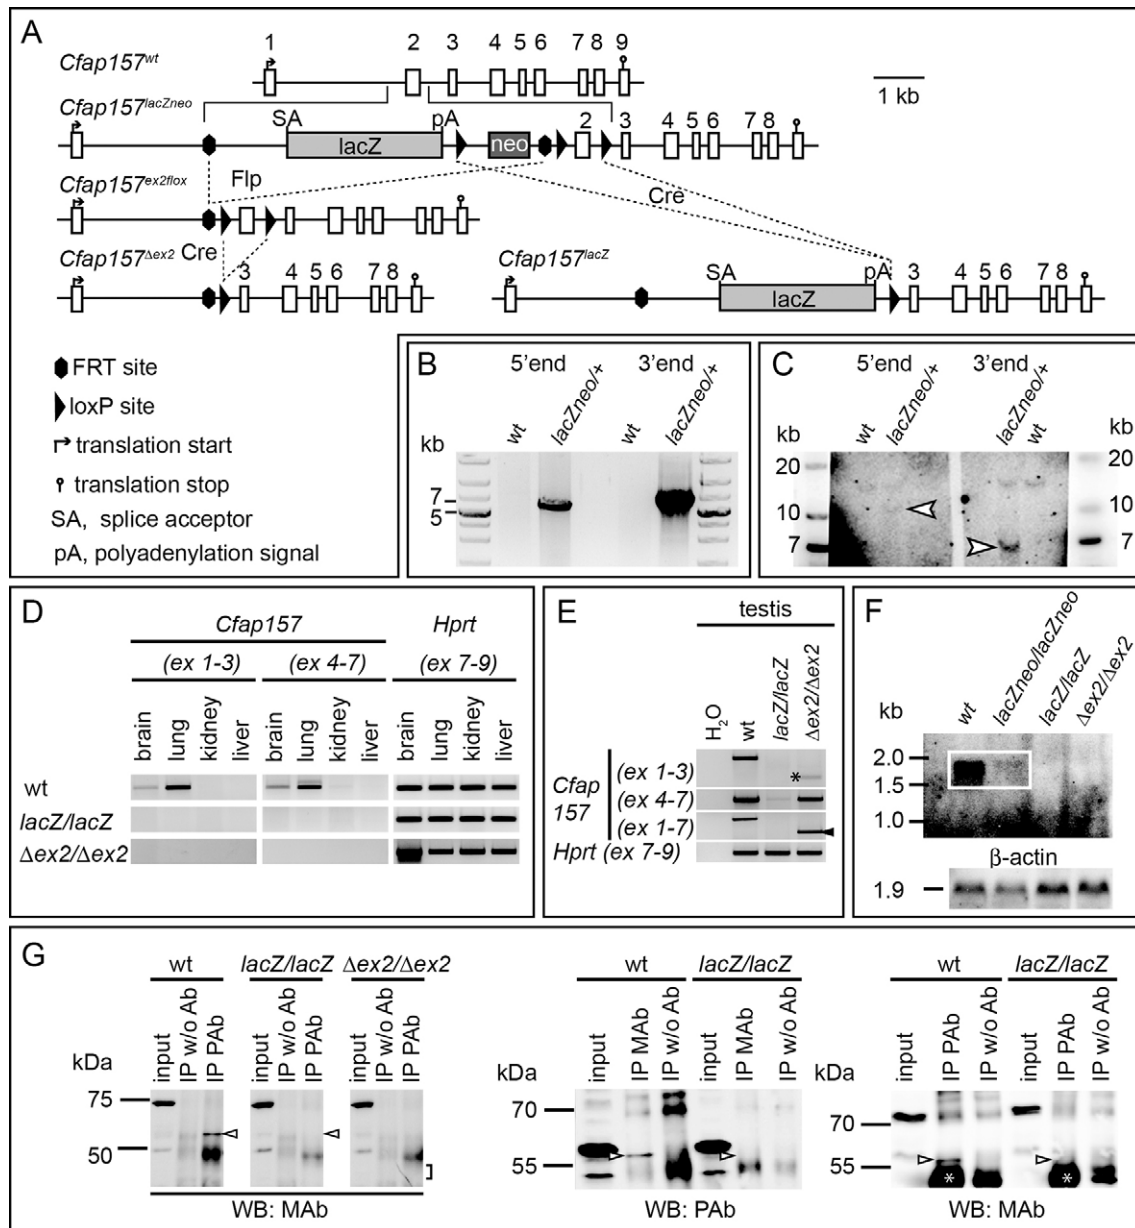 A
Cfap157wt
1 2 3 4 5 6 7 8 9
1 kb
Cfap157lacZneo
SA lacZ pA neo 2 3 4 5 6 7 8
Cfap157ex2flox
Flp
Cre
Cfap157Δex2
Cre
3 4 5 6 7 8
Cfap157lacZ
SA lacZ pA 3 4 5 6 7 8
FRT site
loxP site
translation start
translation stop
SA, splice acceptor
pA, polyadenylation signal
B
5'end 3'end
wt lacZneo/+ wt lacZneo/+
kb
7
5
C
5'end 3'end
wt lacZneo/+ lacZneo/+ wt
kb kb
20 20
10 10
7 7
D
Cfap157 Hprt
(ex 1-3) (ex 4-7) (ex 7-9)
brain lung kidney liver brain lung kidney liver brain lung kidney liver
wt
lacZ/lacZ
Δex2/Δex2
E
testis
H2O wt lacZ/lacZ Δex2/Δex2
Cfap 157
(ex 1-3) *
(ex 4-7)
(ex 1-7)
Hprt (ex 7-9)
F
wt lacZneo/lacZneo lacZ/lacZ Δex2/Δex2
kb
2.0
1.5
1.0
β-actin
1.9
G
wt lacZ/lacZ Δex2/Δex2
input IP w/o Ab IP PAb input IP w/o Ab IP PAb input IP w/o Ab IP PAb
kDa
75
50
WB: MAb
wt lacZ/lacZ
input IP MAb IP w/o Ab input IP MAb IP w/o Ab
kDa
70
55
WB: PAb
wt lacZ/lacZ
input IP PAb IP w/o Ab input IP PAb IP w/o Ab
kDa
70
55
* *
WB: MAb